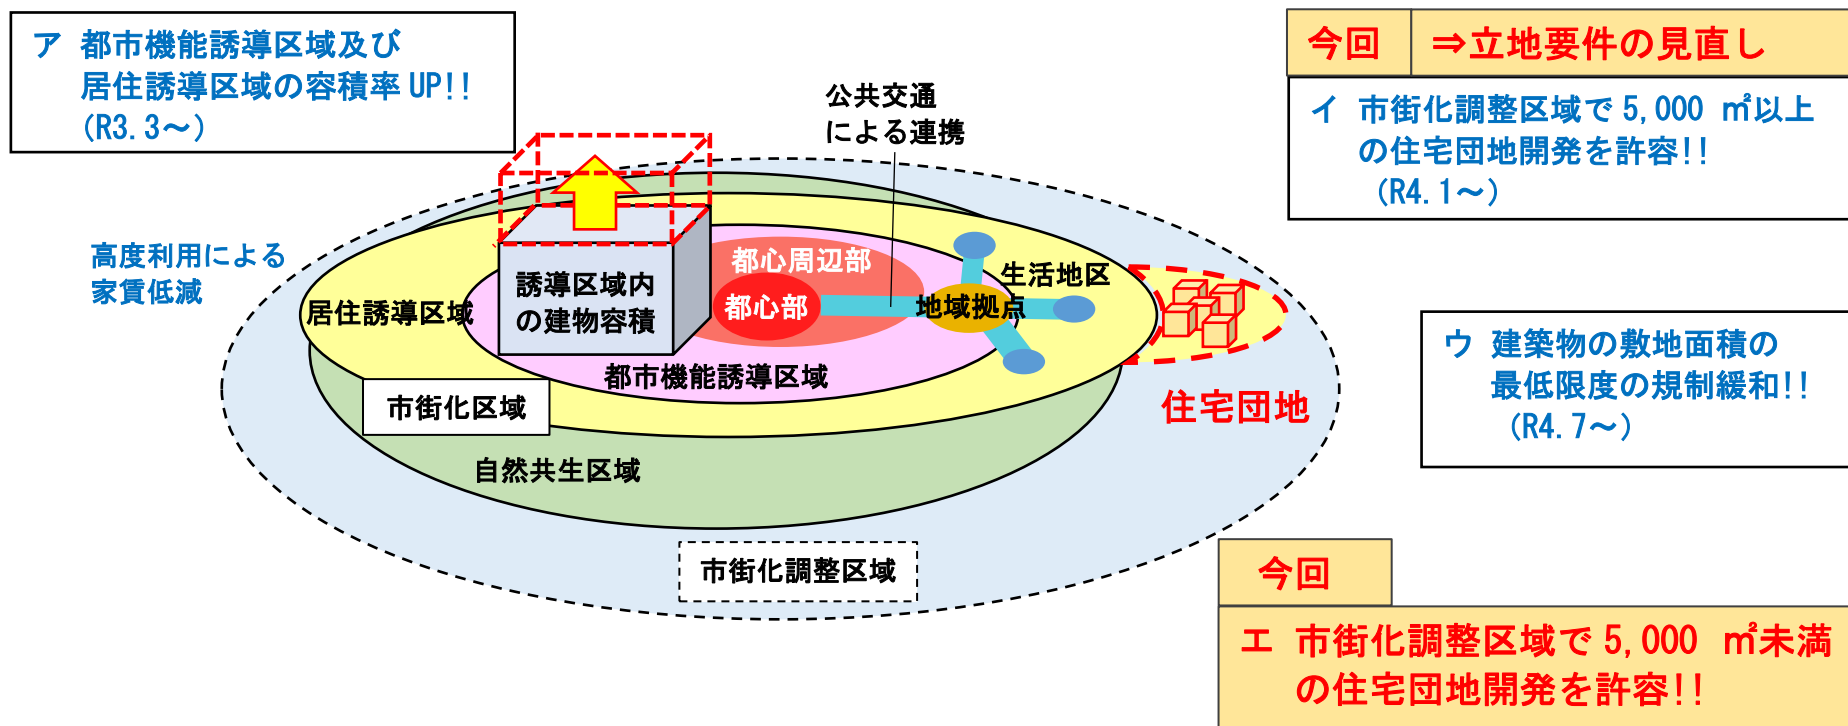 ア 都市機能誘導区域及び
居住誘導区域の容積率 UP!!
(R3.3～)
今回 ⇒立地要件の見直し
イ 市街化調整区域で 5,000 ㎡以上
の住宅団地開発を許容!!
(R4.1～)
公共交通
による連携
高度利用による
家賃低減
誘導区域内
の建物容積
都心周辺部
都心部
生活地区
地域拠点
居住誘導区域
都市機能誘導区域
市街化区域
住宅団地
自然共生区域
市街化調整区域
ウ 建築物の敷地面積の
最低限度の規制緩和!!
(R4.7～)
今回
エ 市街化調整区域で 5,000 ㎡未満
の住宅団地開発を許容!!